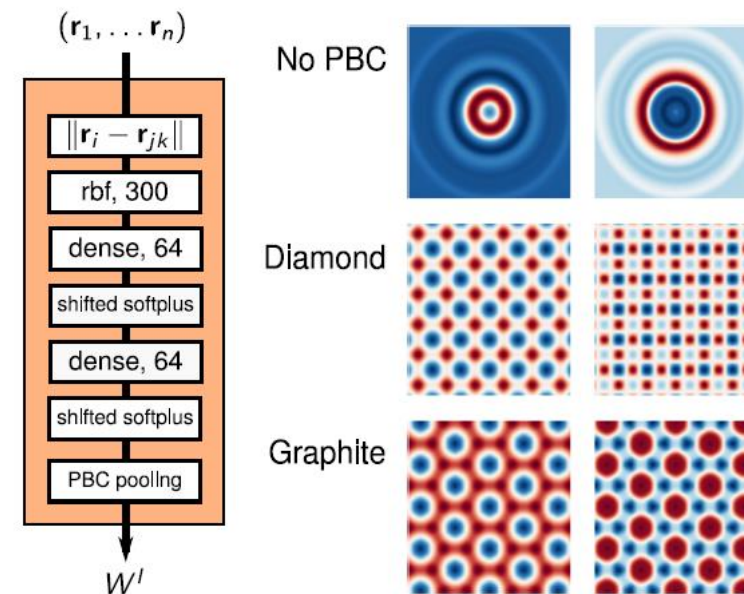 (r₁, . . . rₙ)
‖rᵢ − rⱼₖ‖
rbf, 300
dense, 64
shifted softplus
dense, 64
shifted softplus
PBC pooling
Wˡ
No PBC
Diamond
Graphite